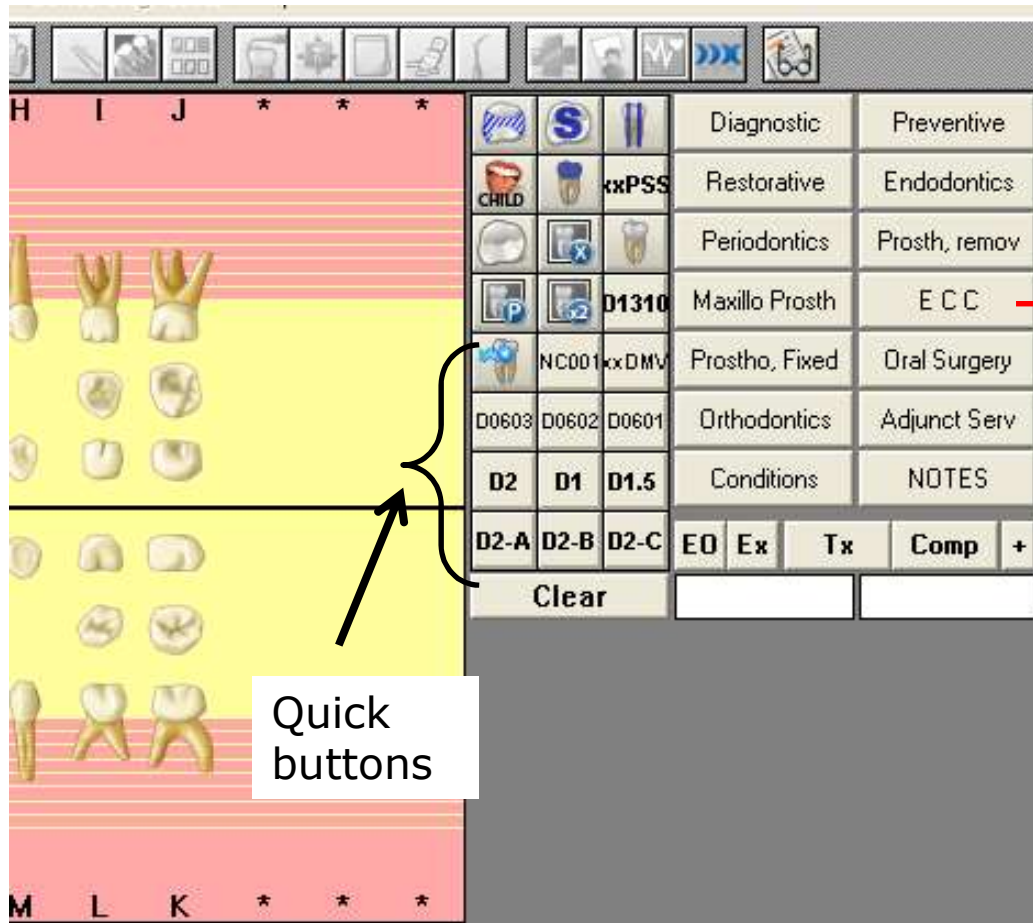 H I J * * *
S Diagnostic Preventive
CHILD xxPSS Restorative Endodontics
X Periodontics Prosth, remov
P x2 D1310 Maxillo Prosth E C C
NC001 xxDMV Prostho, Fixed Oral Surgery
D0603 D0602 D0601 Orthodontics Adjunct Serv
D2 D1 D1.5 Conditions NOTES
D2-A D2-B D2-C EO Ex Tx Comp +
Clear
Quick
buttons
M L K * * *